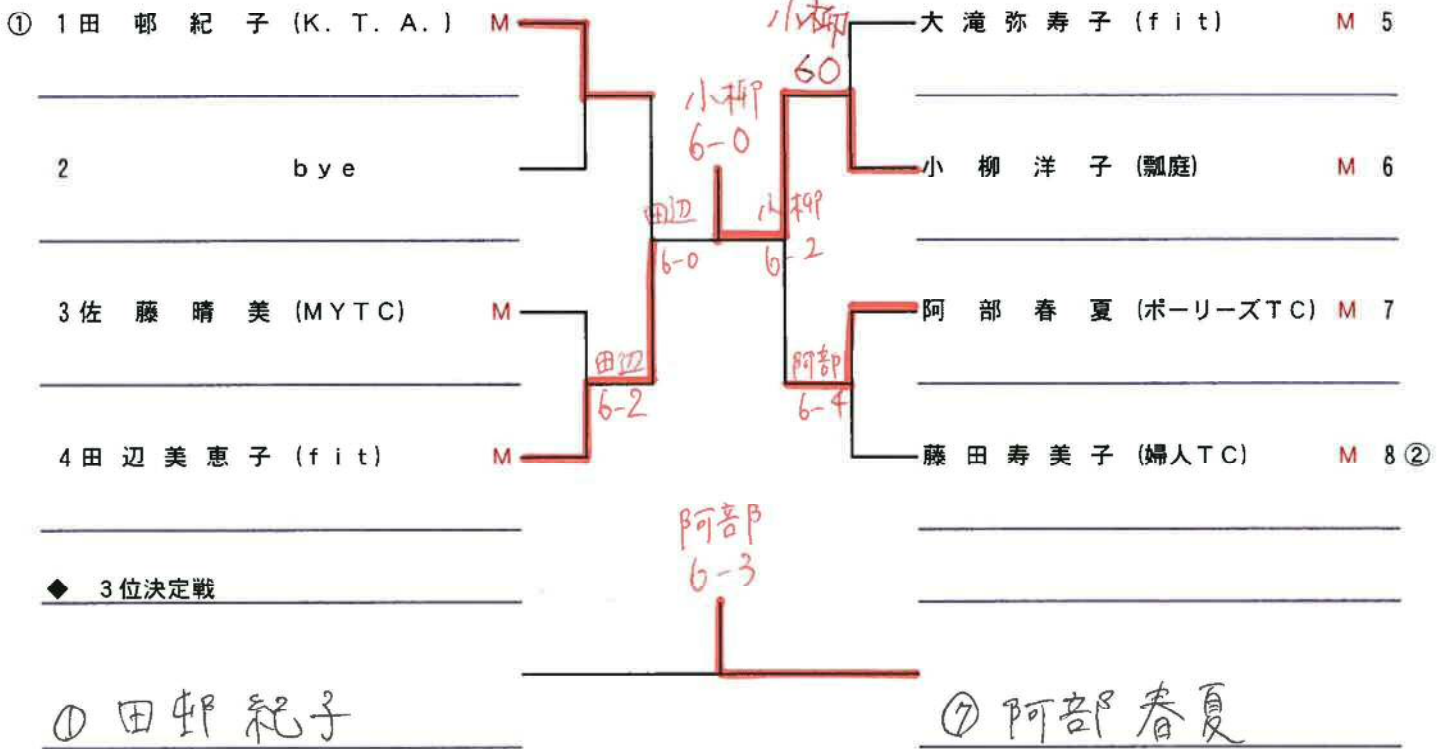 ① 1 田邨紀子 (K. T. A.) M
小柳
60
大滝弥寿子 (fit) M 5
小柳
6-0
2 bye
小柳洋子 (瓢庭) M 6
田辺
6-0
小柳
6-2
3 佐藤晴美 (MYTC) M
阿部春夏 (ポーリーズTC) M 7
田辺
6-2
阿部
6-4
4 田辺美恵子 (fit) M
藤田寿美子 (婦人TC) M 8 ②
阿部
6-3
◆ 3位決定戦
① 田邨紀子
⑦ 阿部春夏